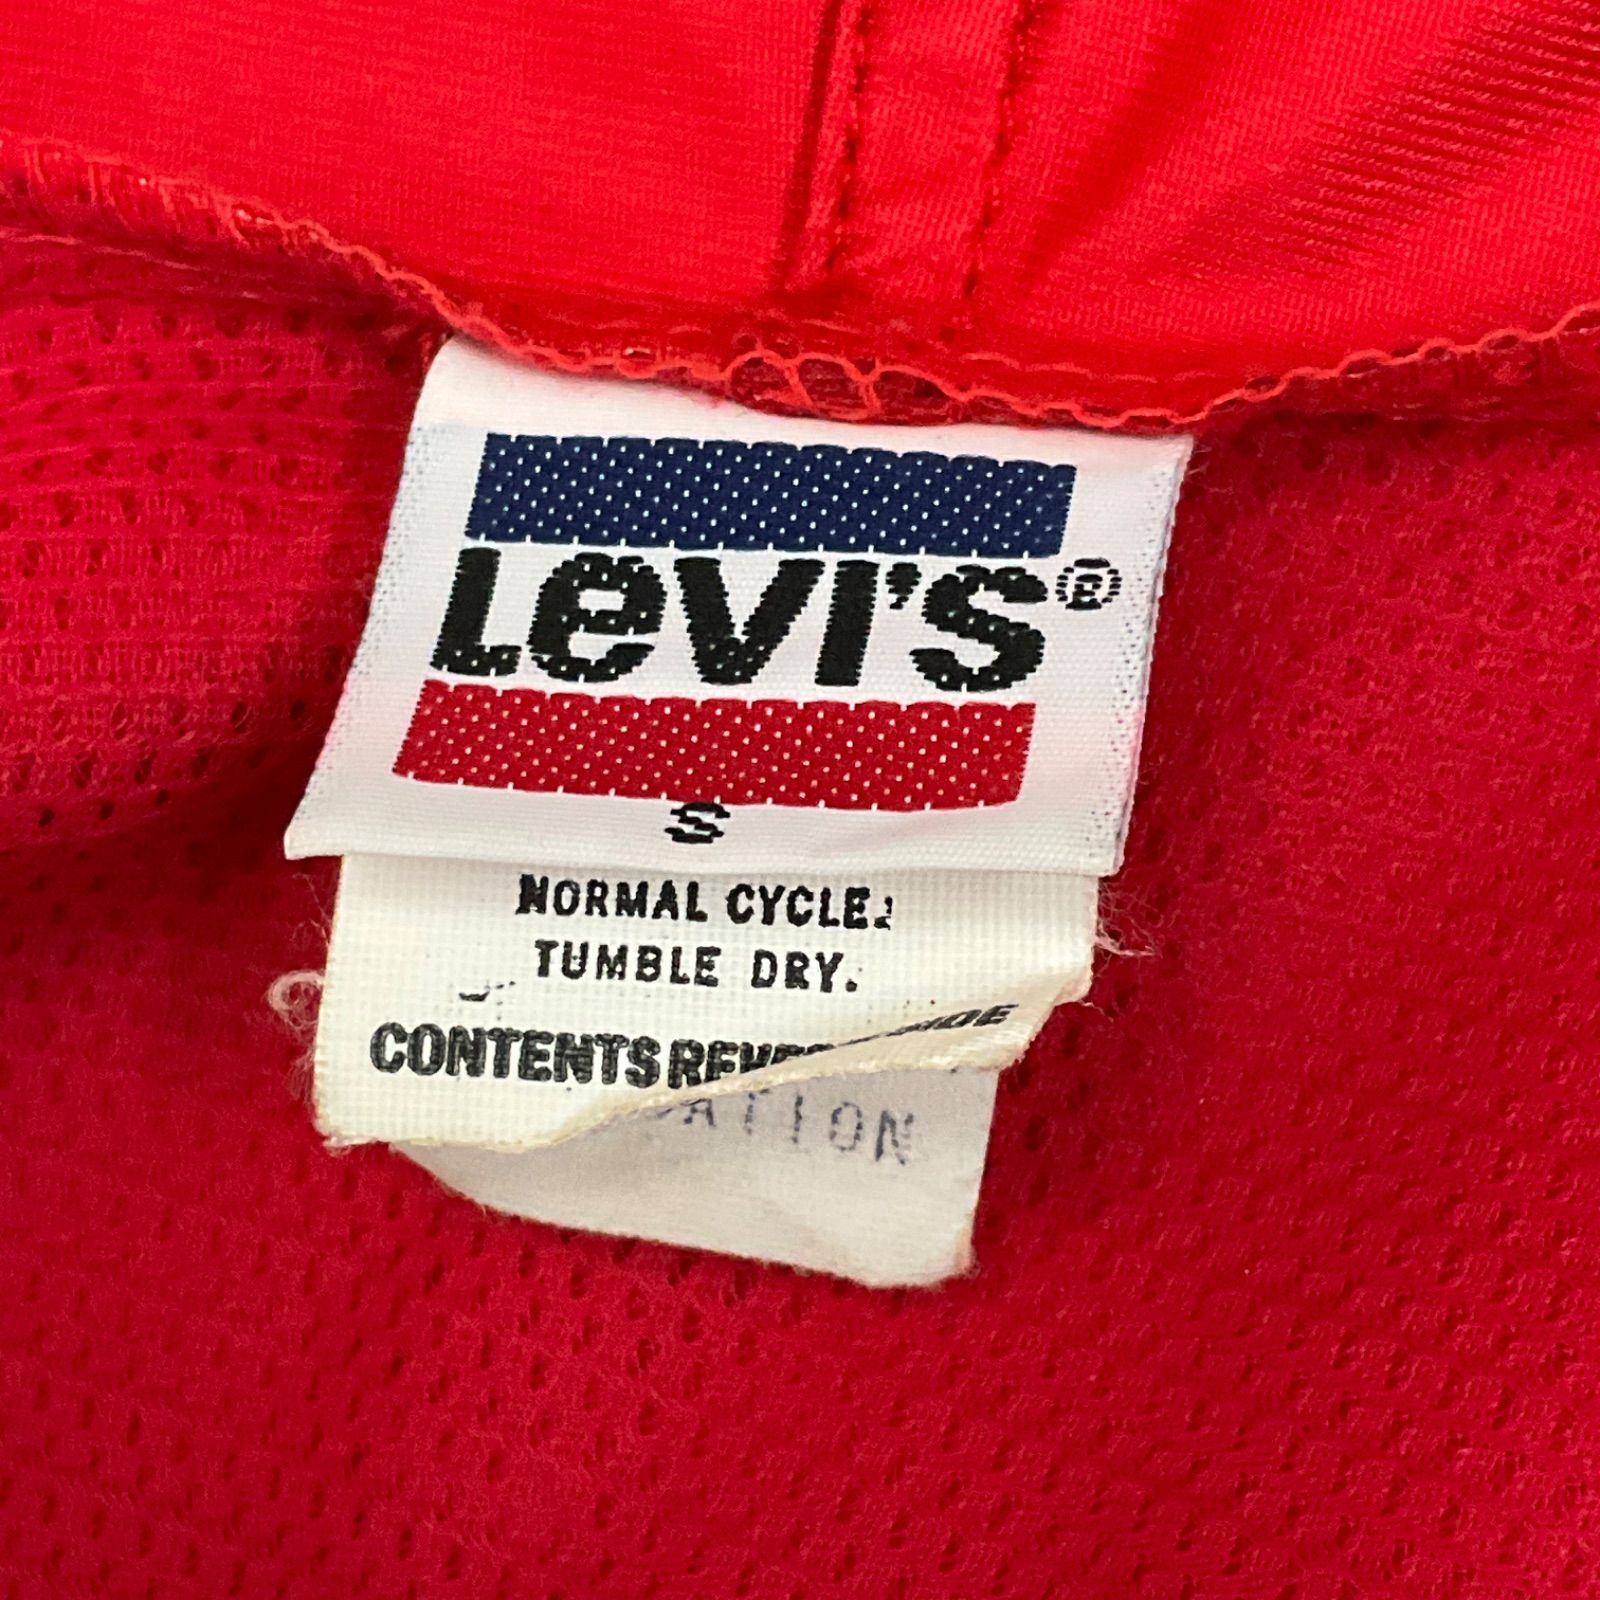 Levi's®
S
NORMAL CYCLE.
TUMBLE DRY.
CONTENTS